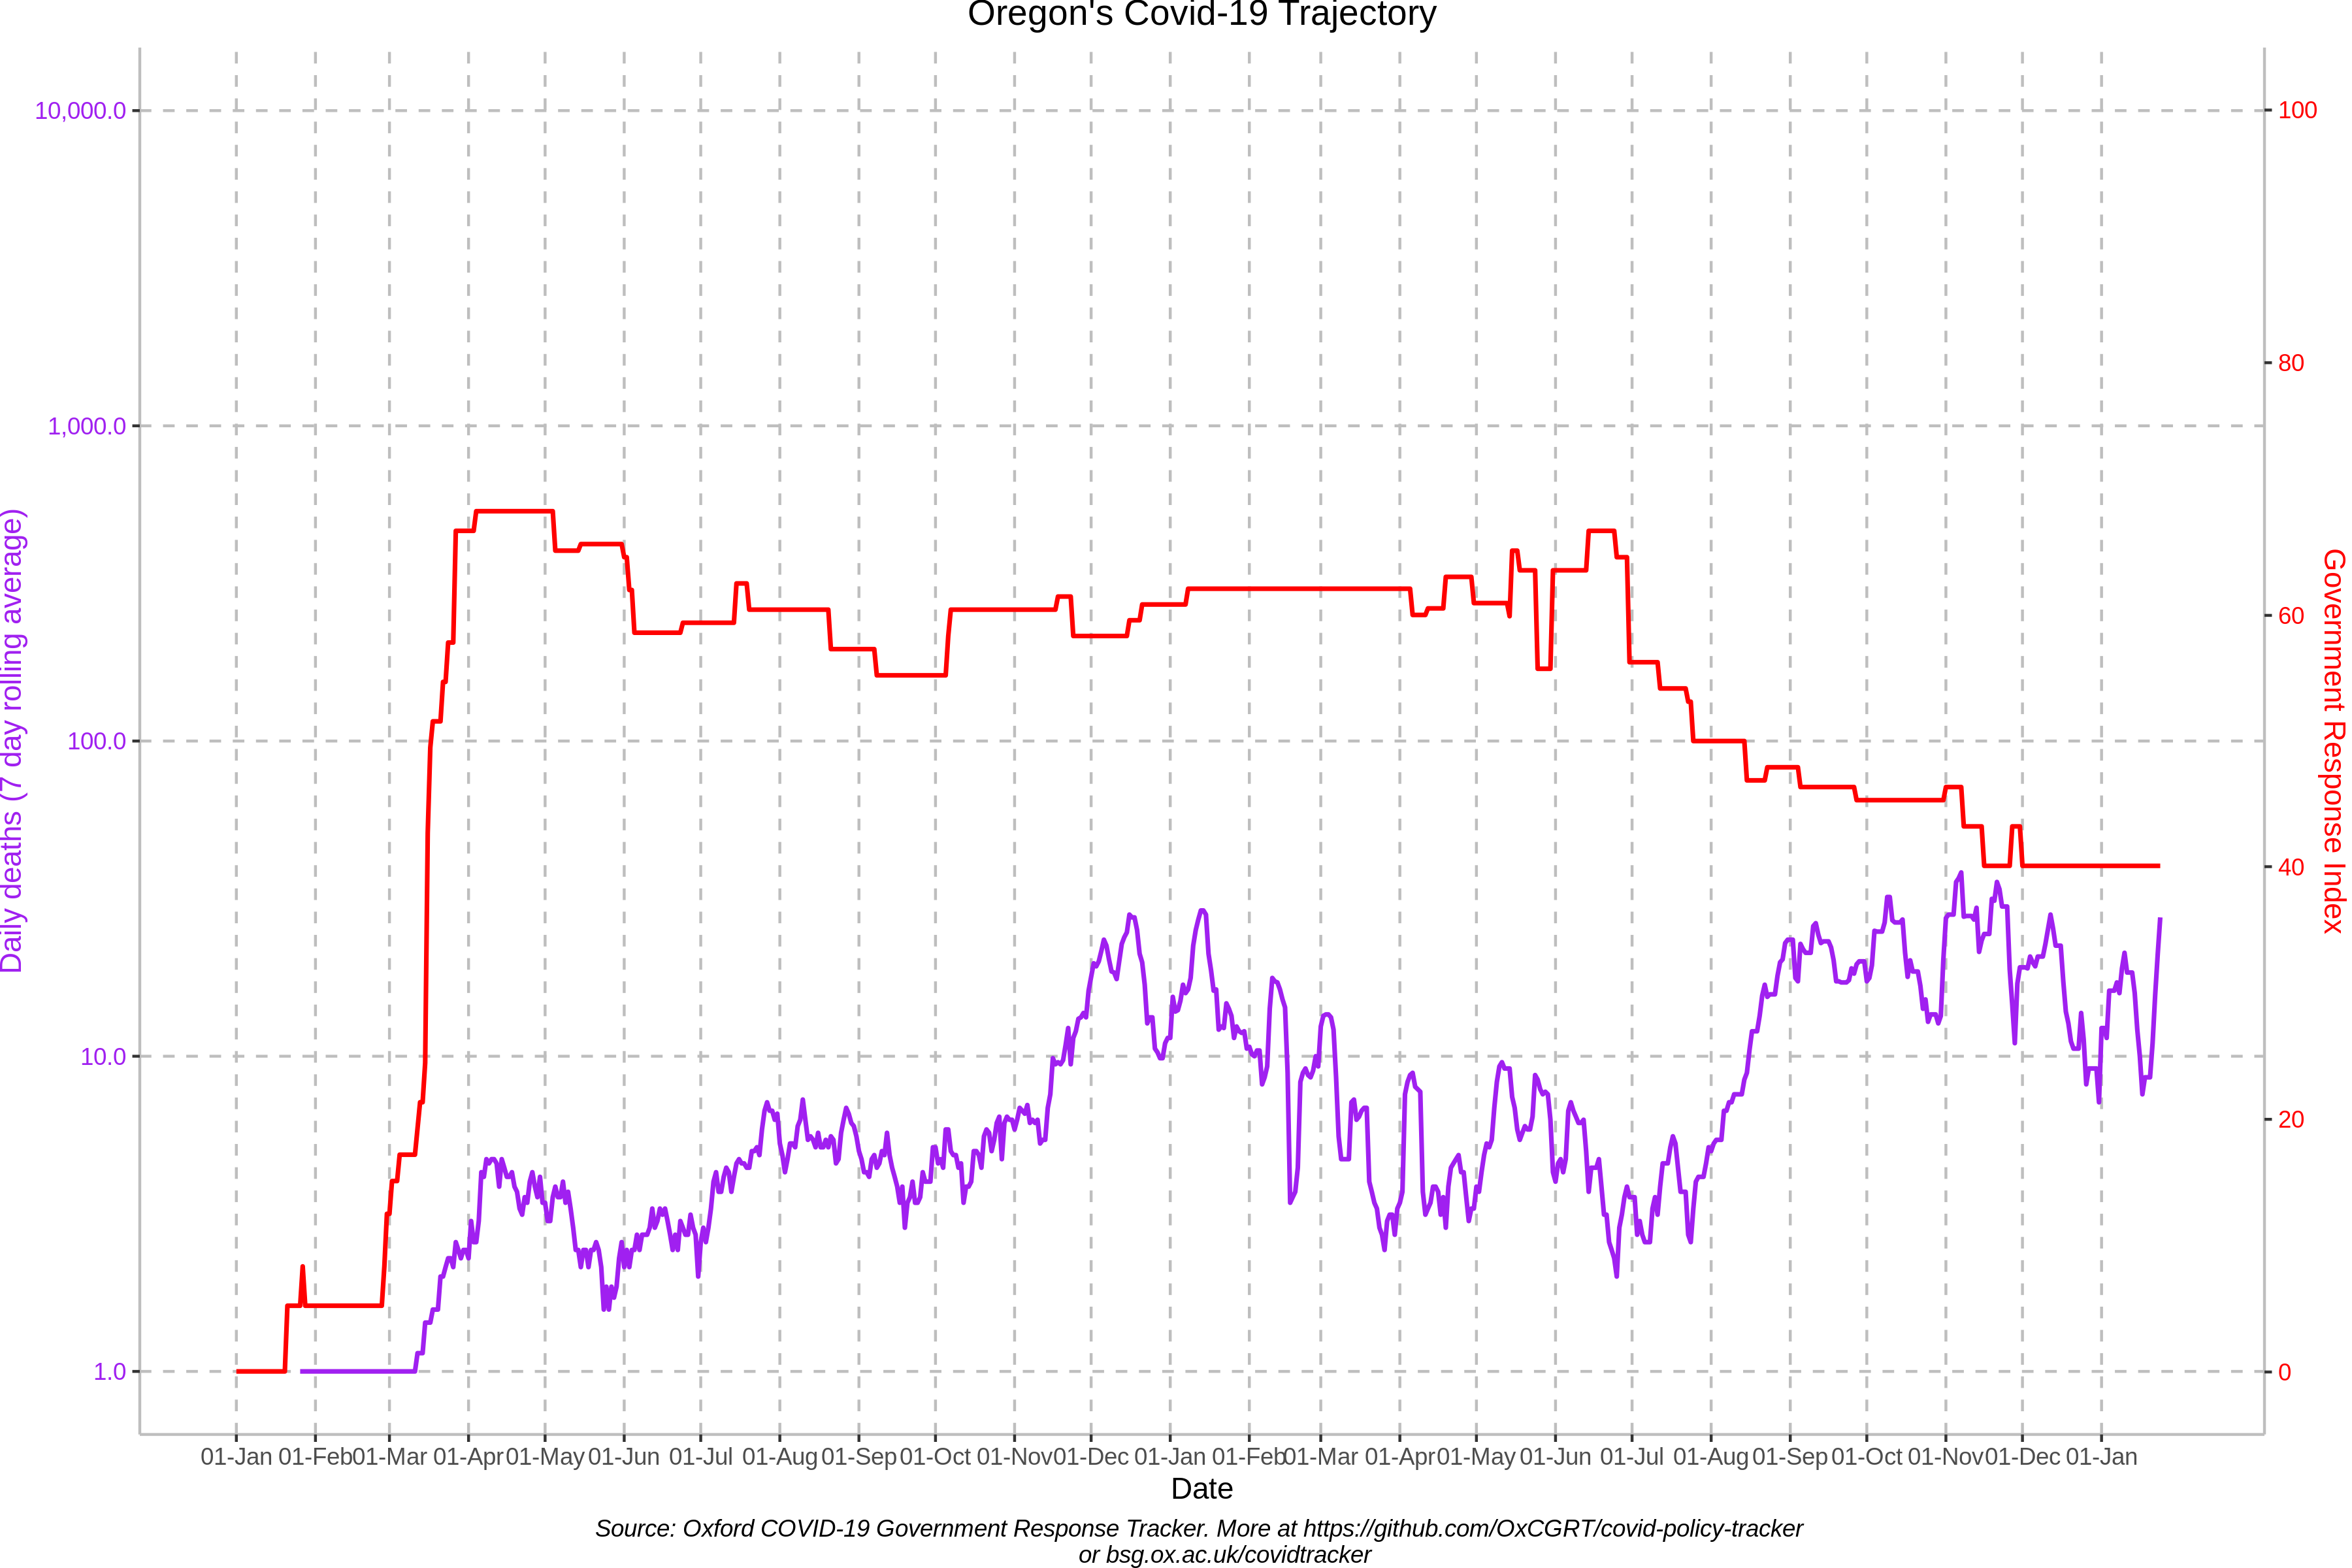 Oregon's Covid-19 Trajectory
10,000.0
1,000.0
100.0
10.0
1.0
Daily deaths (7 day rolling average)
100
80
60
40
20
0
Government Response Index
01-Jan 01-Feb 01-Mar 01-Apr 01-May 01-Jun 01-Jul 01-Aug 01-Sep 01-Oct 01-Nov 01-Dec 01-Jan 01-Feb 01-Mar 01-Apr 01-May 01-Jun 01-Jul 01-Aug 01-Sep 01-Oct 01-Nov 01-Dec 01-Jan
Date
Source: Oxford COVID-19 Government Response Tracker. More at https://github.com/OxCGRT/covid-policy-tracker
or bsg.ox.ac.uk/covidtracker